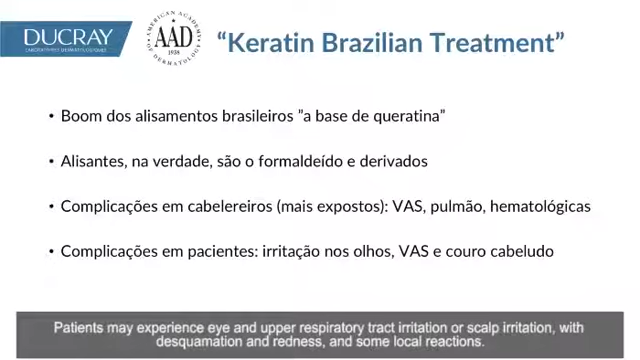 DUCRAY
LABORATOIRES DERMATOLOGIQUES
AMERICAN ACADEMY OF DERMATOLOGY
AAD
1938
“Keratin Brazilian Treatment”
• Boom dos alisamentos brasileiros ”a base de queratina”
• Alisantes, na verdade, são o formaldeído e derivados
• Complicações em cabelereiros (mais expostos): VAS, pulmão, hematológicas
• Complicações em pacientes: irritação nos olhos, VAS e couro cabeludo
Patients may experience eye and upper respiratory tract irritation or scalp irritation, with
desquamation and redness, and some local reactions.